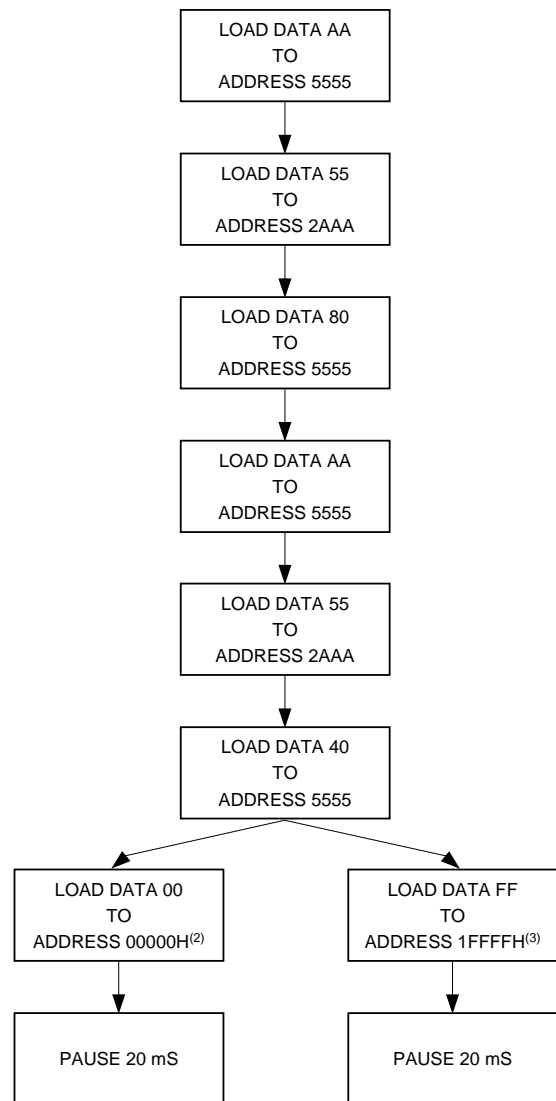 LOAD DATA AA
TO
ADDRESS 5555
LOAD DATA 55
TO
ADDRESS 2AAA
LOAD DATA 80
TO
ADDRESS 5555
LOAD DATA AA
TO
ADDRESS 5555
LOAD DATA 55
TO
ADDRESS 2AAA
LOAD DATA 40
TO
ADDRESS 5555
LOAD DATA 00
TO
ADDRESS 00000H(2)
PAUSE 20 mS
LOAD DATA FF
TO
ADDRESS 1FFFFH(3)
PAUSE 20 mS